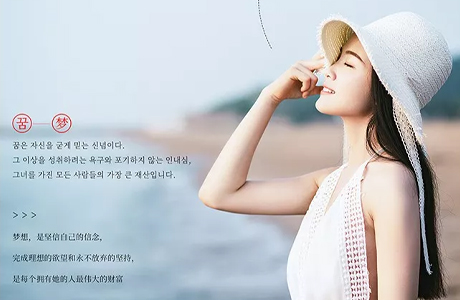 꿈 梦
꿈은 자신을 굳게 믿는 신념이다.
그 이상을 성취하려는 욕구와 포기하지 않는 인내심,
그녀를 가진 모든 사람들의 가장 큰 재산입니다.
> > >
梦想，是坚信自己的信念，
完成理想的欲望和永不放弃的坚持，
是每个拥有她的人最伟大的财富